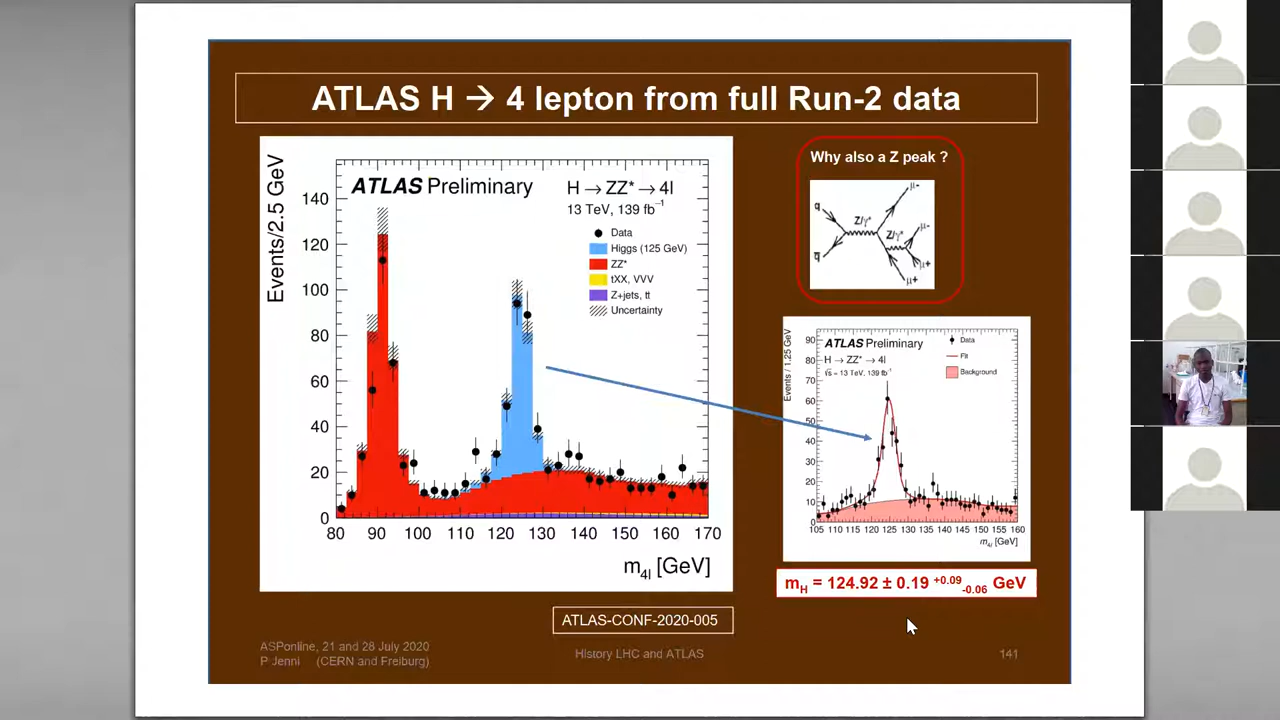 ATLAS H → 4 lepton from full Run-2 data
Events/2.5 GeV
140
120
100
80
60
40
20
0
ATLAS Preliminary
H → ZZ* → 4l
13 TeV, 139 fb⁻¹
Data
Higgs (125 GeV)
ZZ*
tXX, VVV
Z+jets, tt
Uncertainty
80 90 100 110 120 130 140 150 160 170
m4l [GeV]
Why also a Z peak ?
q
q
Z/γ*
Z/γ*
μ-
μ-
μ+
μ+
Events / 1.25 GeV
90
80
70
60
50
40
30
20
10
0
ATLAS Preliminary
H → ZZ* → 4l
√s = 13 TeV, 139 fb⁻¹
Data
Fit
Background
105 110 115 120 125 130 135 140 145 150 155 160
m4l [GeV]
mH = 124.92 ± 0.19 +0.09 -0.06 GeV
ATLAS-CONF-2020-005
ASPonline, 21 and 28 July 2020
P Jenni (CERN and Freiburg)
History LHC and ATLAS
141